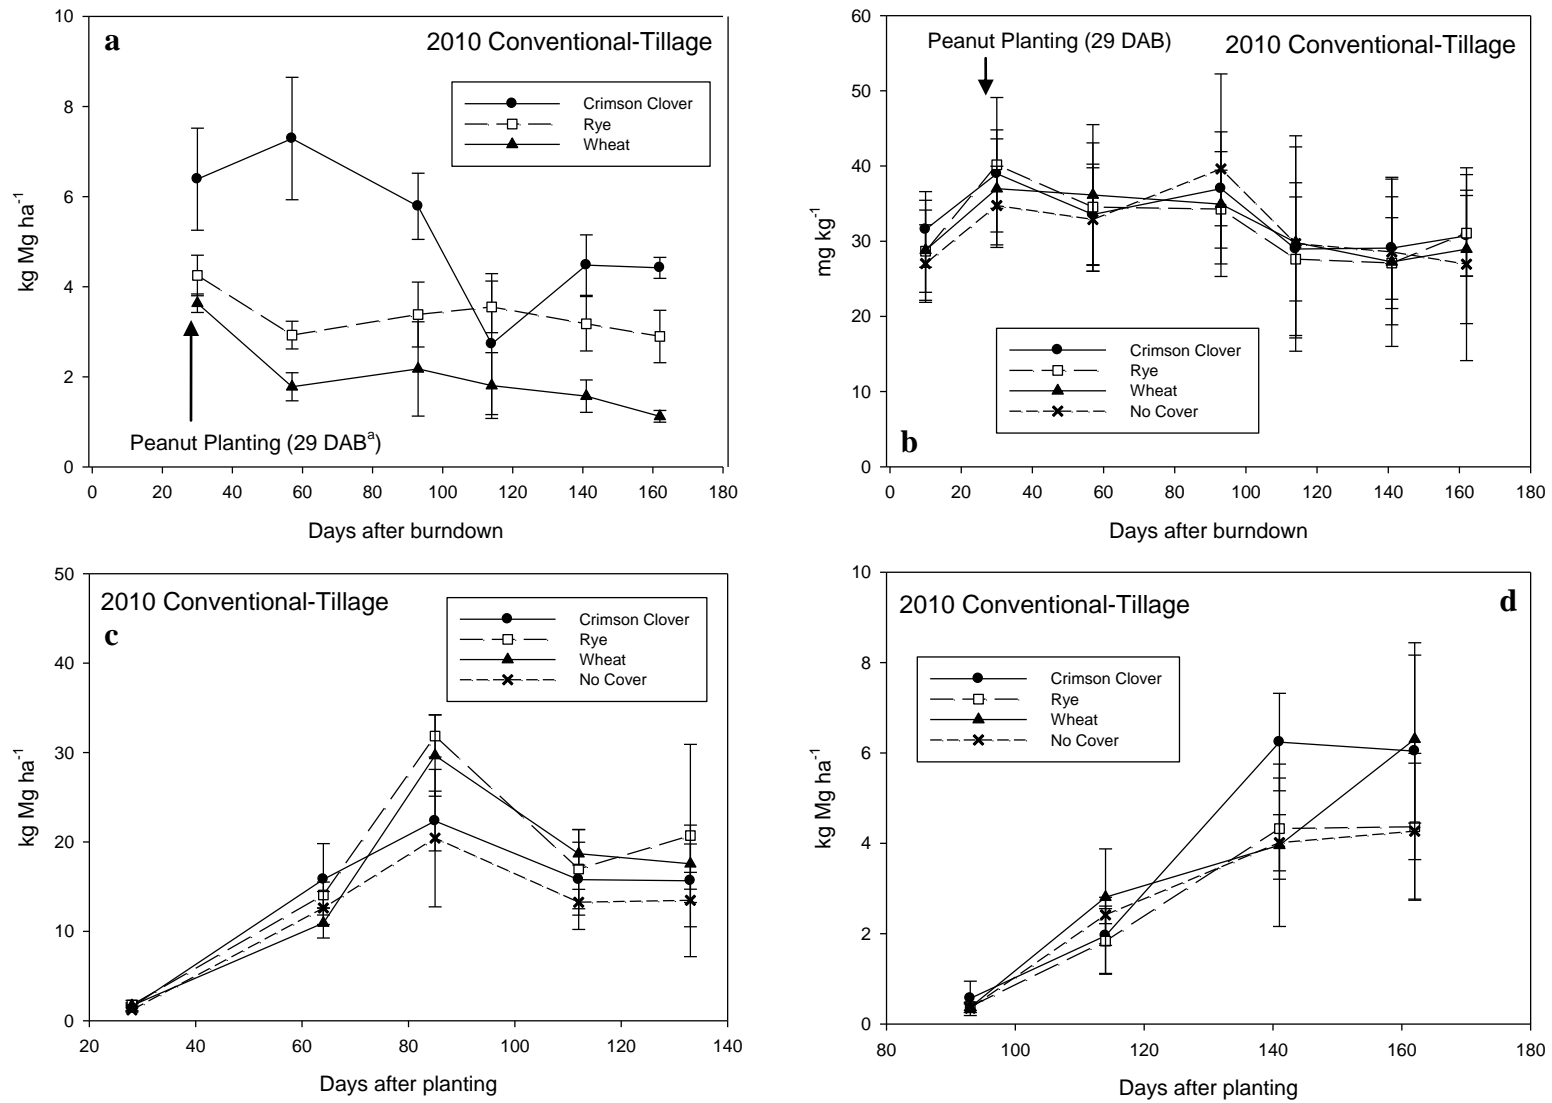 10
8
6
4
2
0
kg Mg ha-1
a
2010 Conventional-Tillage
Crimson Clover
Rye
Wheat
Peanut Planting (29 DABa)
0 20 40 60 80 100 120 140 160 180
Days after burndown
60
50
40
30
20
10
0
mg kg-1
Peanut Planting (29 DAB)
2010 Conventional-Tillage
Crimson Clover
Rye
Wheat
No Cover
b
0 20 40 60 80 100 120 140 160 180
Days after burndown
50
40
30
20
10
0
kg Mg ha-1
2010 Conventional-Tillage
c
Crimson Clover
Rye
Wheat
No Cover
20 40 60 80 100 120 140
Days after planting
10
8
6
4
2
0
kg Mg ha-1
2010 Conventional-Tillage
d
Crimson Clover
Rye
Wheat
No Cover
80 100 120 140 160 180
Days after planting